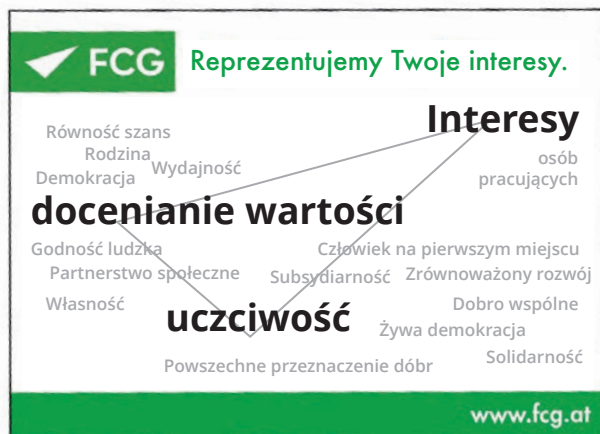 FCG
Reprezentujemy Twoje interesy.
Interesy
Równość szans
Rodzina
Wydajność
osób
pracujących
Demokracja
docenianie wartości
Godność ludzka
Człowiek na pierwszym miejscu
Partnerstwo społeczne
Subsydiarność
Zrównoważony rozwój
Własność
uczciwość
Dobro wspólne
Żywa demokracja
Powszechne przeznaczenie dóbr
Solidarność
www.fcg.at